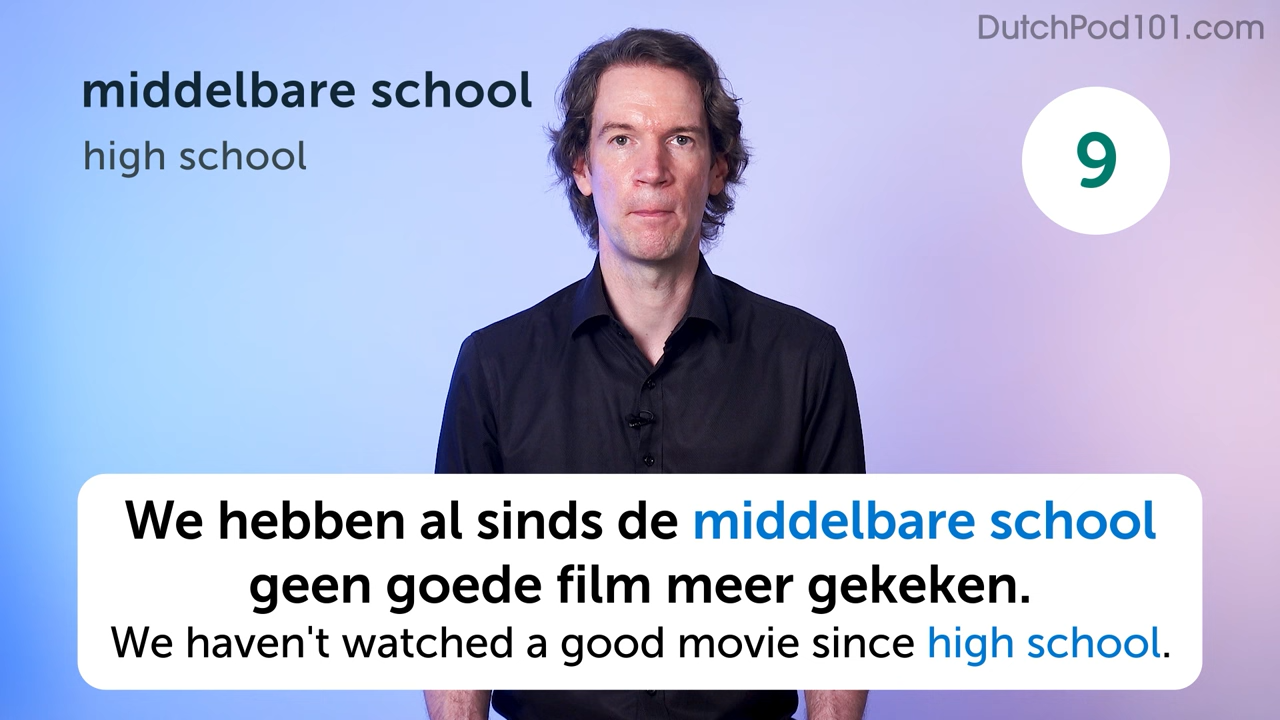 DutchPod101.com
middelbare school
high school
9
We hebben al sinds de middelbare school
geen goede film meer gekeken.
We haven't watched a good movie since high school.